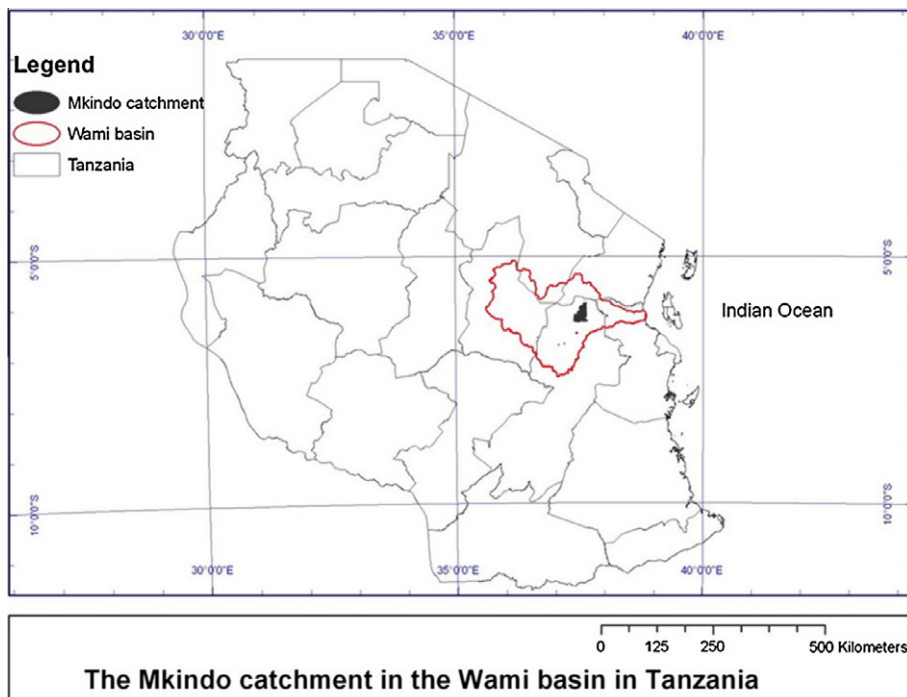 30°0'0"E 35°0'0"E 40°0'0"E
Legend
Mkindo catchment
Wami basin
Tanzania
5°0'0"S 5°0'0"S
Indian Ocean
10°0'0"S 10°0'0"S
30°0'0"E 35°0'0"E 40°0'0"E
0 125 250 500 Kilometers
The Mkindo catchment in the Wami basin in Tanzania